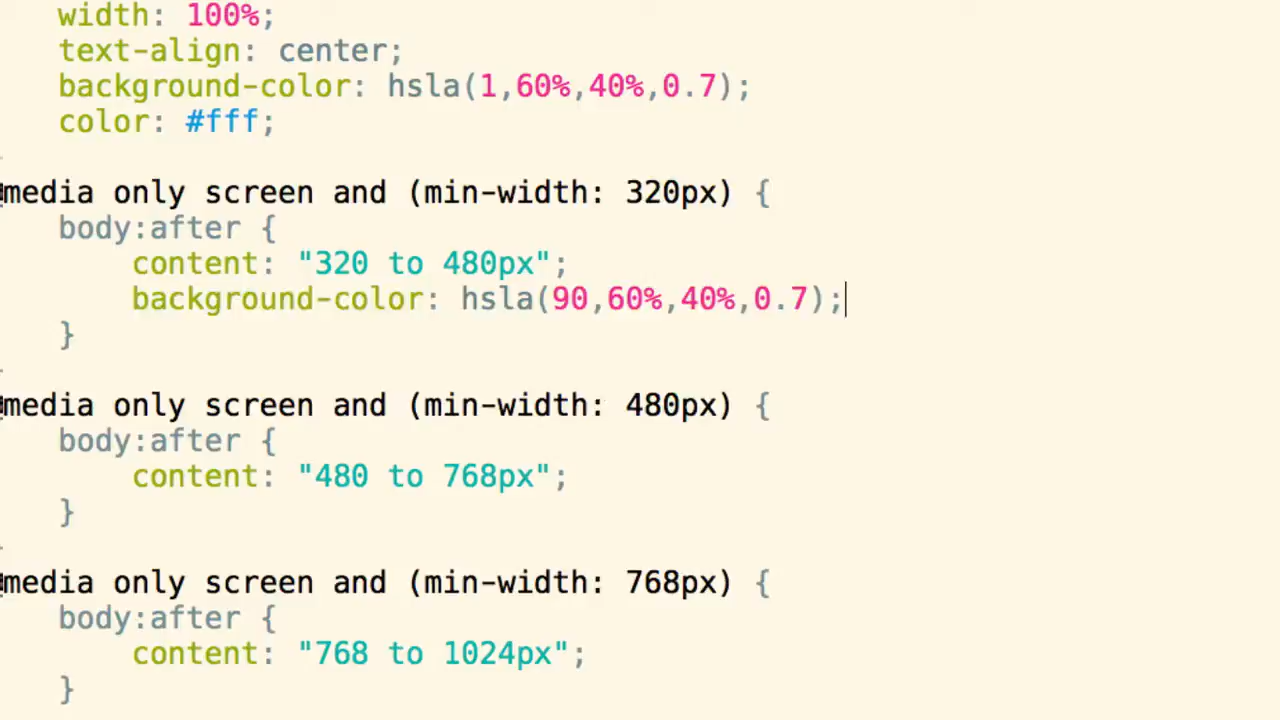 width: 100%;
text-align: center;
background-color: hsla(1,60%,40%,0.7);
color: #fff;
media only screen and (min-width: 320px) {
body:after {
content: "320 to 480px";
background-color: hsla(90,60%,40%,0.7);
}
media only screen and (min-width: 480px) {
body:after {
content: "480 to 768px";
}
media only screen and (min-width: 768px) {
body:after {
content: "768 to 1024px";
}